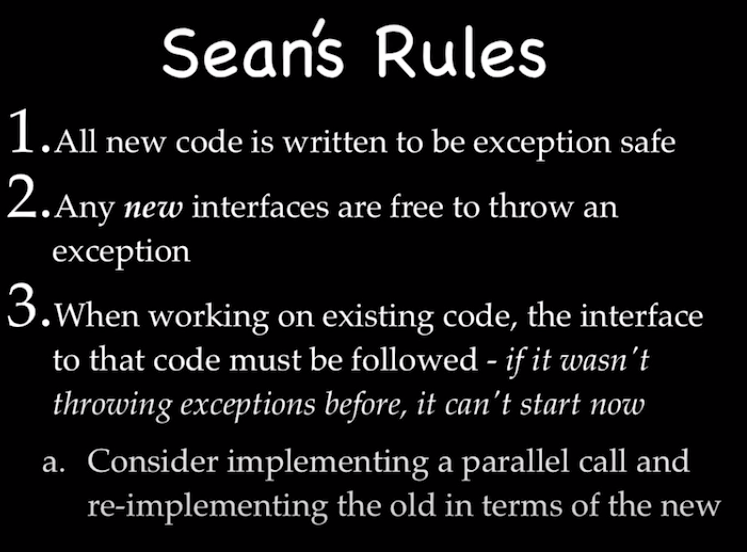 Sean's Rules
1. All new code is written to be exception safe
2. Any new interfaces are free to throw an
exception
3. When working on existing code, the interface
to that code must be followed - if it wasn't
throwing exceptions before, it can't start now
a. Consider implementing a parallel call and
re-implementing the old in terms of the new